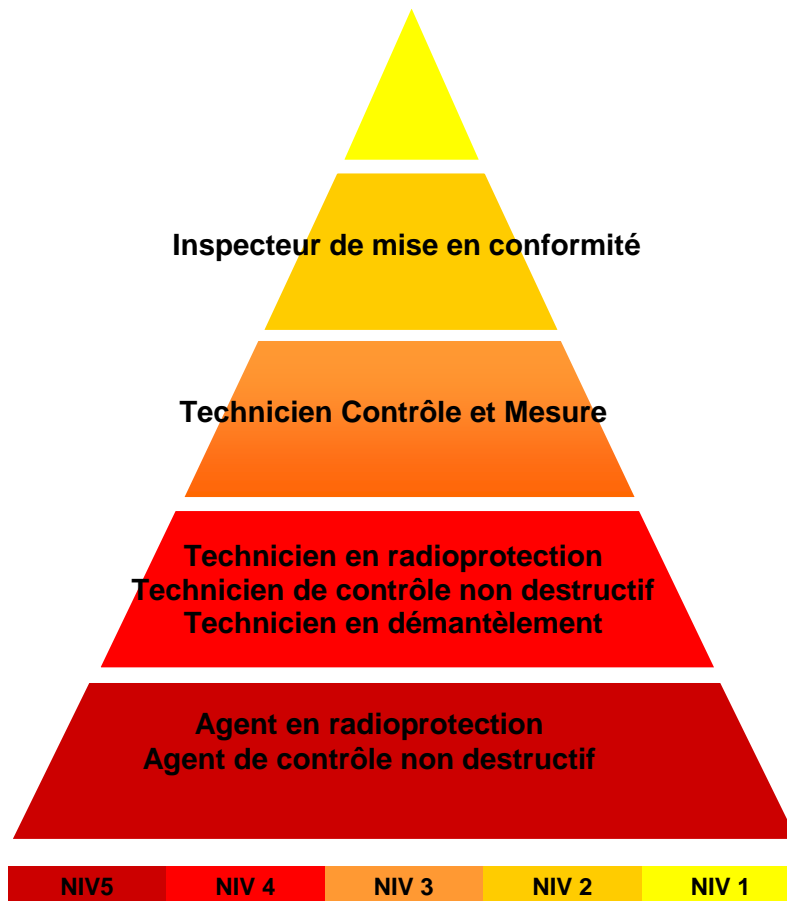 Inspecteur de mise en conformité
Technicien Contrôle et Mesure
Technicien en radioprotection
Technicien de contrôle non destructif
Technicien en démantèlement
Agent en radioprotection
Agent de contrôle non destructif
NIV5 NIV 4 NIV 3 NIV 2 NIV 1